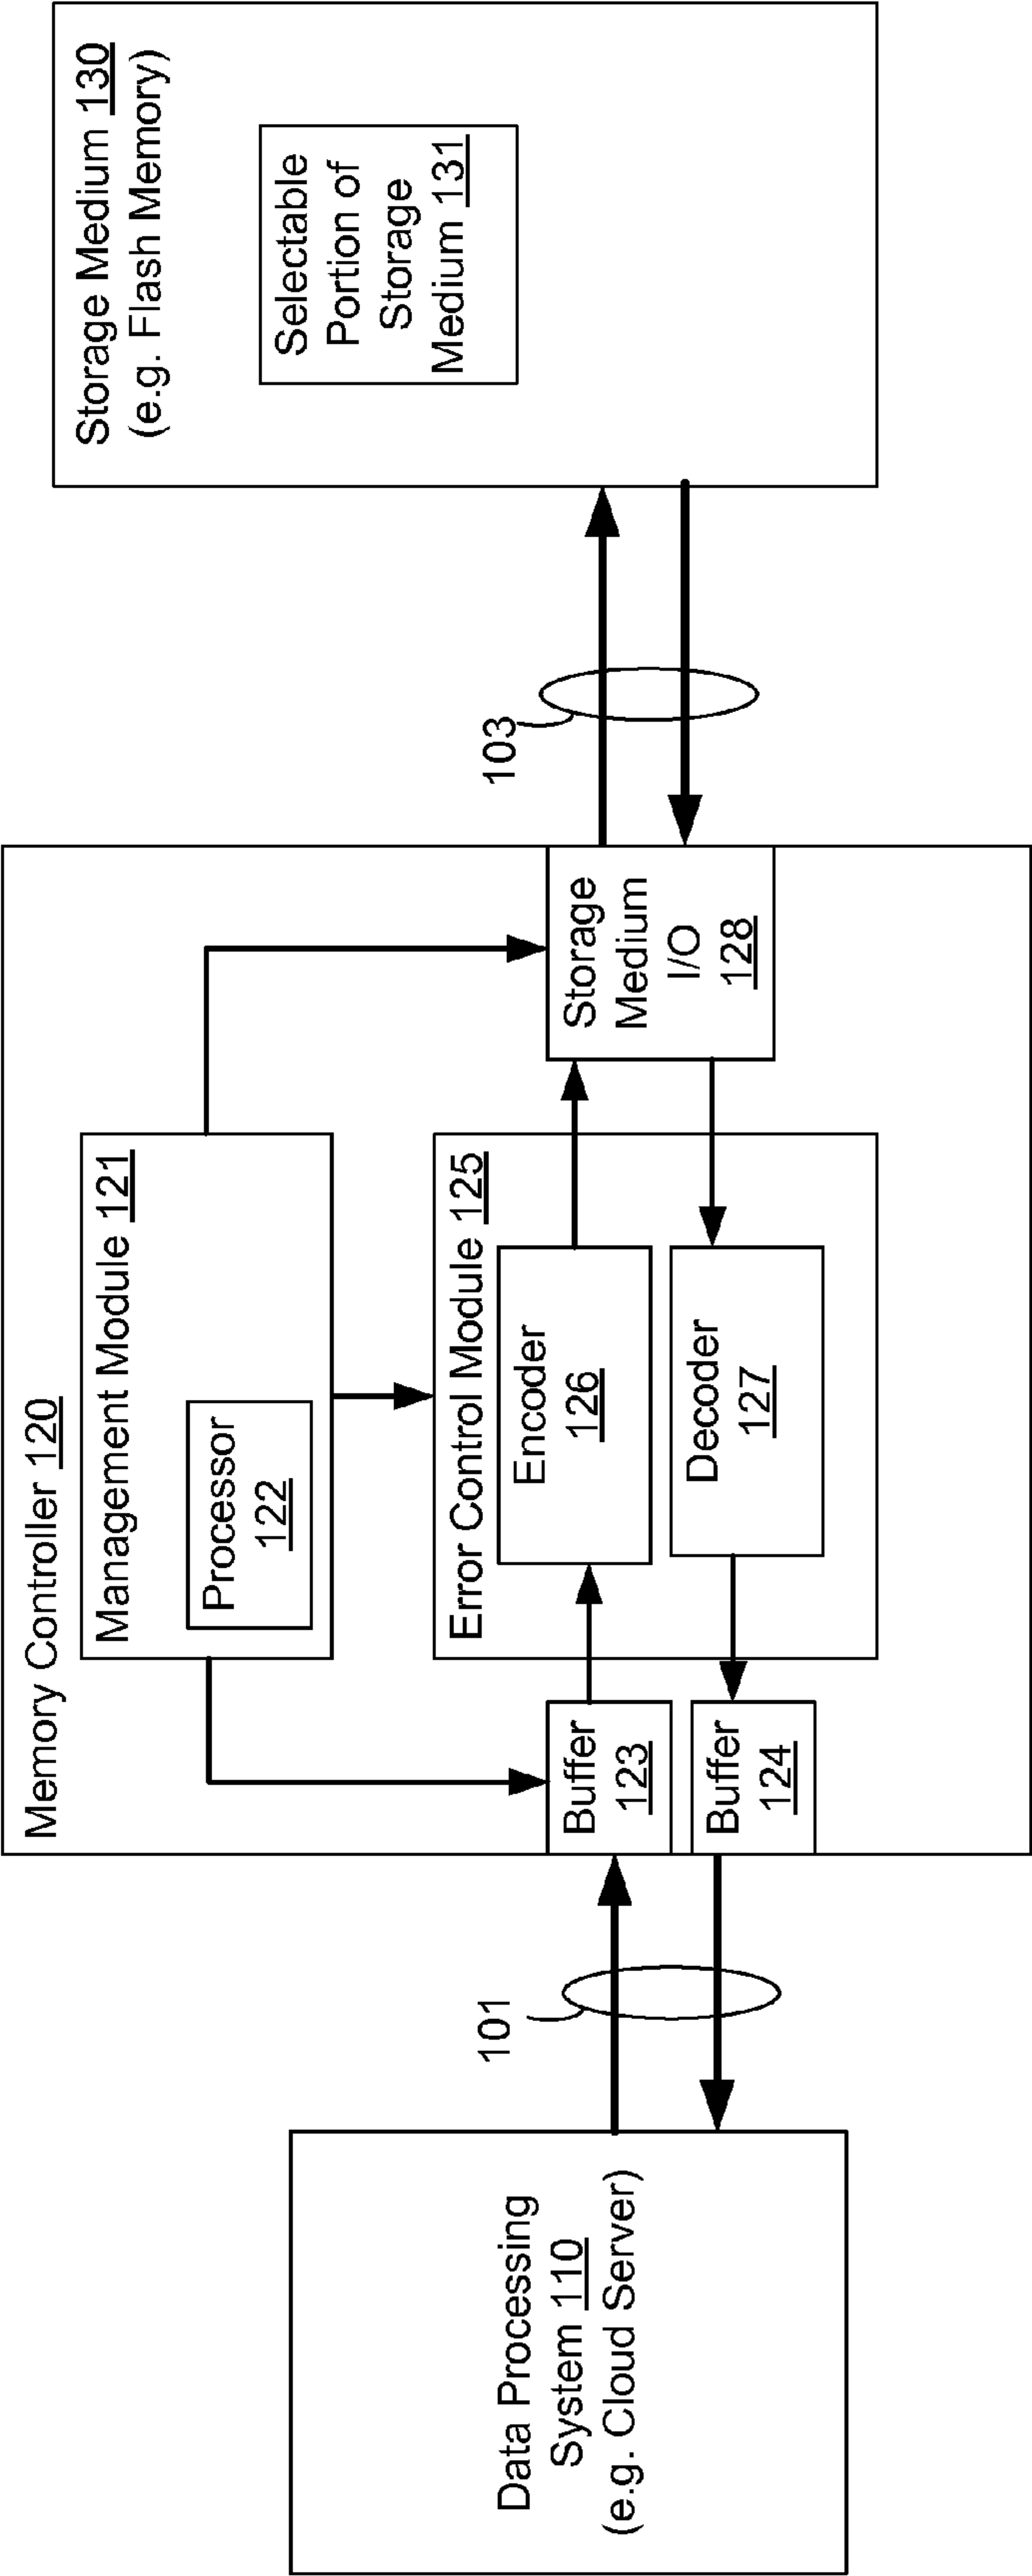 Data Processing
System 110
(e.g. Cloud Server)
101
Memory Controller 120
Management Module 121
Processor
122
Buffer
123
Buffer
124
Error Control Module 125
Encoder
126
Decoder
127
Storage
Medium
I/O
128
103
Storage Medium 130
(e.g. Flash Memory)
Selectable
Portion of
Storage
Medium 131